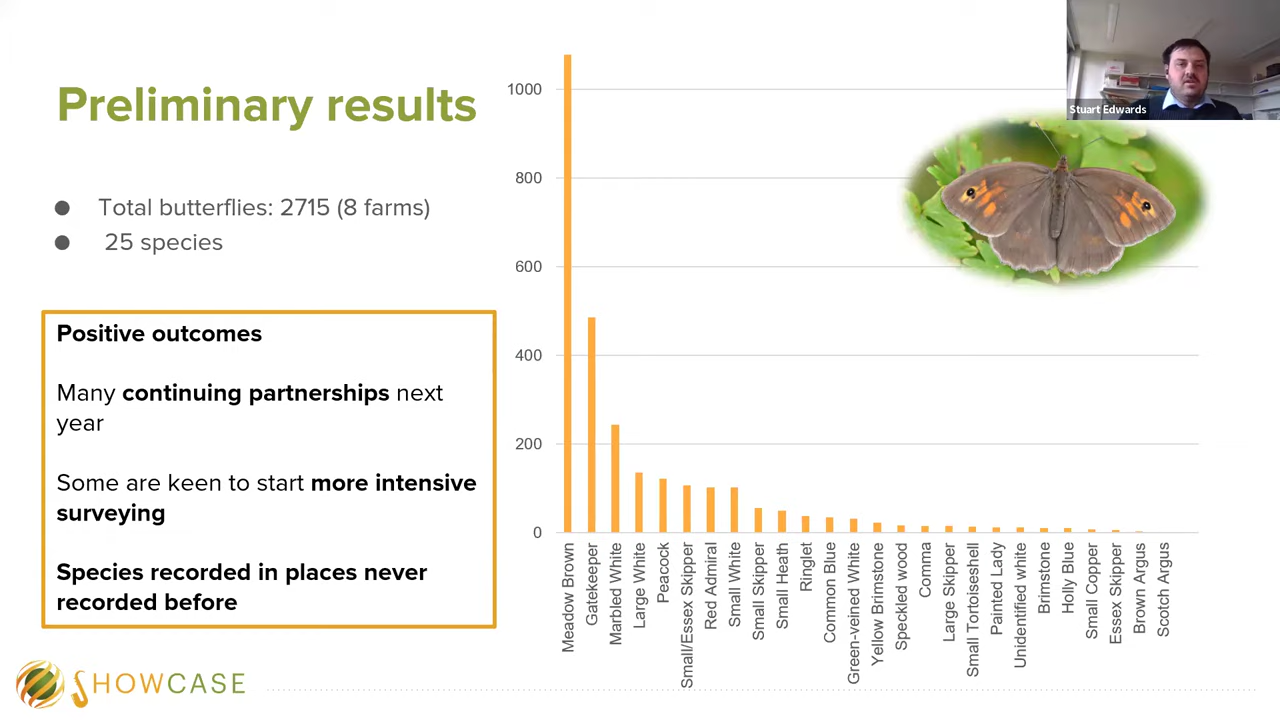 Preliminary results
● Total butterflies: 2715 (8 farms)
● 25 species
Positive outcomes
Many continuing partnerships next
year
Some are keen to start more intensive
surveying
Species recorded in places never
recorded before
SHOWCASE
1000
800
600
400
200
0
Meadow Brown
Gatekeeper
Marbled White
Large White
Peacock
Small/Essex Skipper
Red Admiral
Small White
Small Skipper
Small Heath
Ringlet
Common Blue
Green-veined White
Yellow Brimstone
Speckled wood
Comma
Large Skipper
Small Tortoiseshell
Painted Lady
Unidentified white
Brimstone
Holly Blue
Small Copper
Essex Skipper
Brown Argus
Scotch Argus
Stuart Edwards